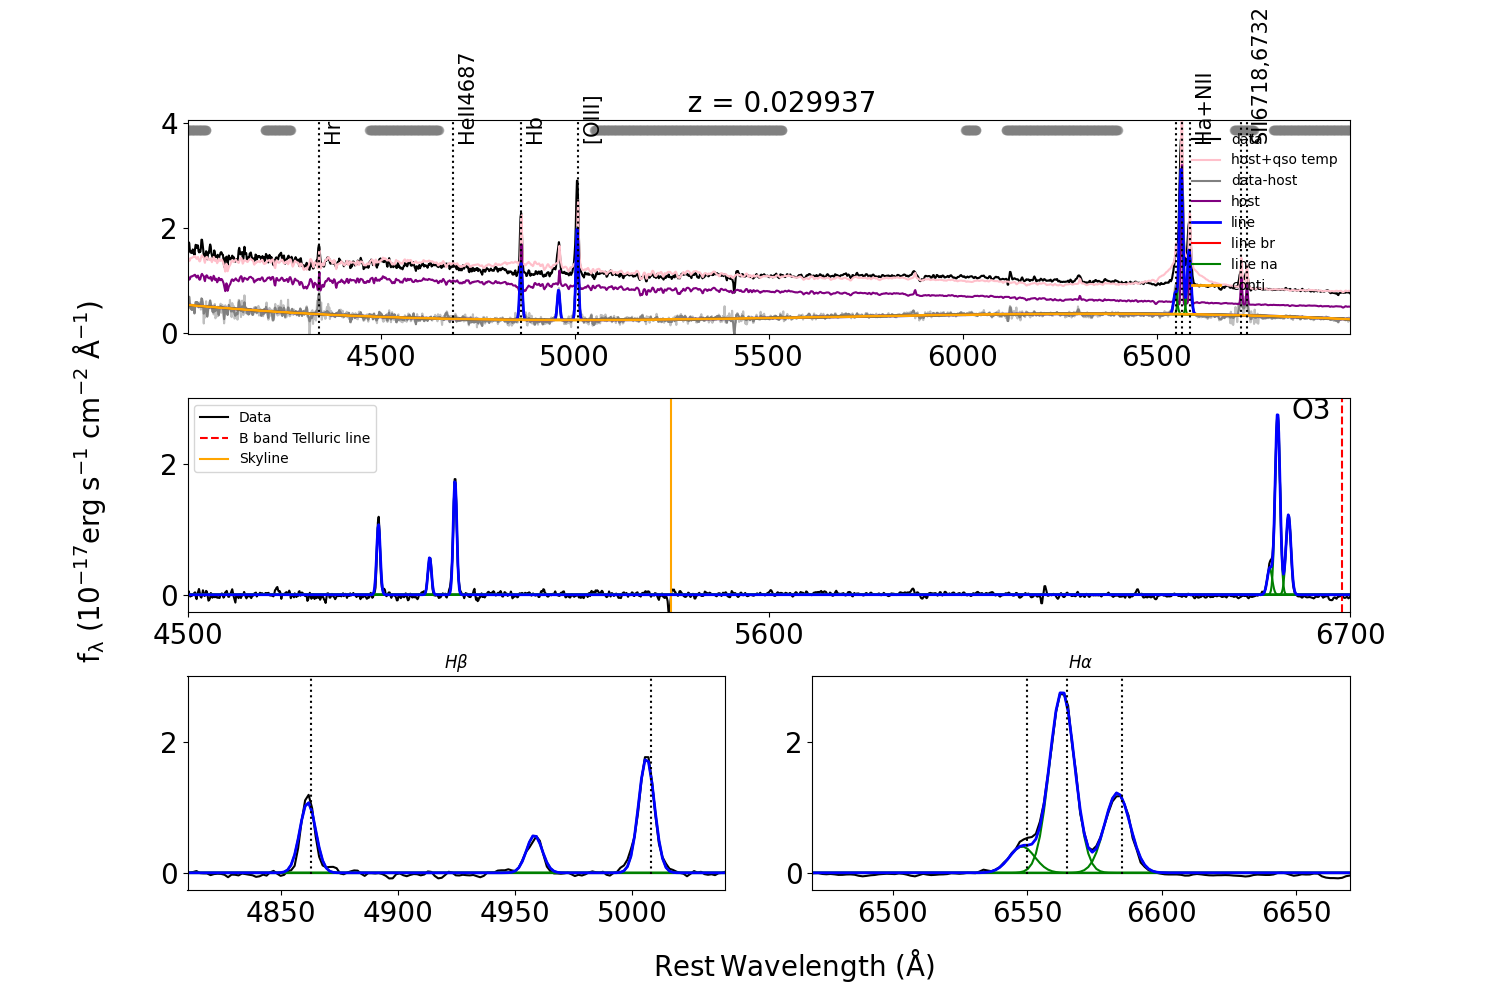 z = 0.029937
Hr
HeII4687
Hb
[OIII]
Ha+NII
SII6718,6732
data
host+qso temp
data-host
host
line
line br
line na
conti
4
2
0
4500 5000 5500 6000 6500
fλ (10⁻¹⁷erg s⁻¹ cm⁻² Å⁻¹)
Data
B band Telluric line
Skyline
O3
2
0
4500 5600 6700
Hβ
2
0
4850 4900 4950 5000
Hα
2
0
6500 6550 6600 6650
Rest Wavelength (Å)